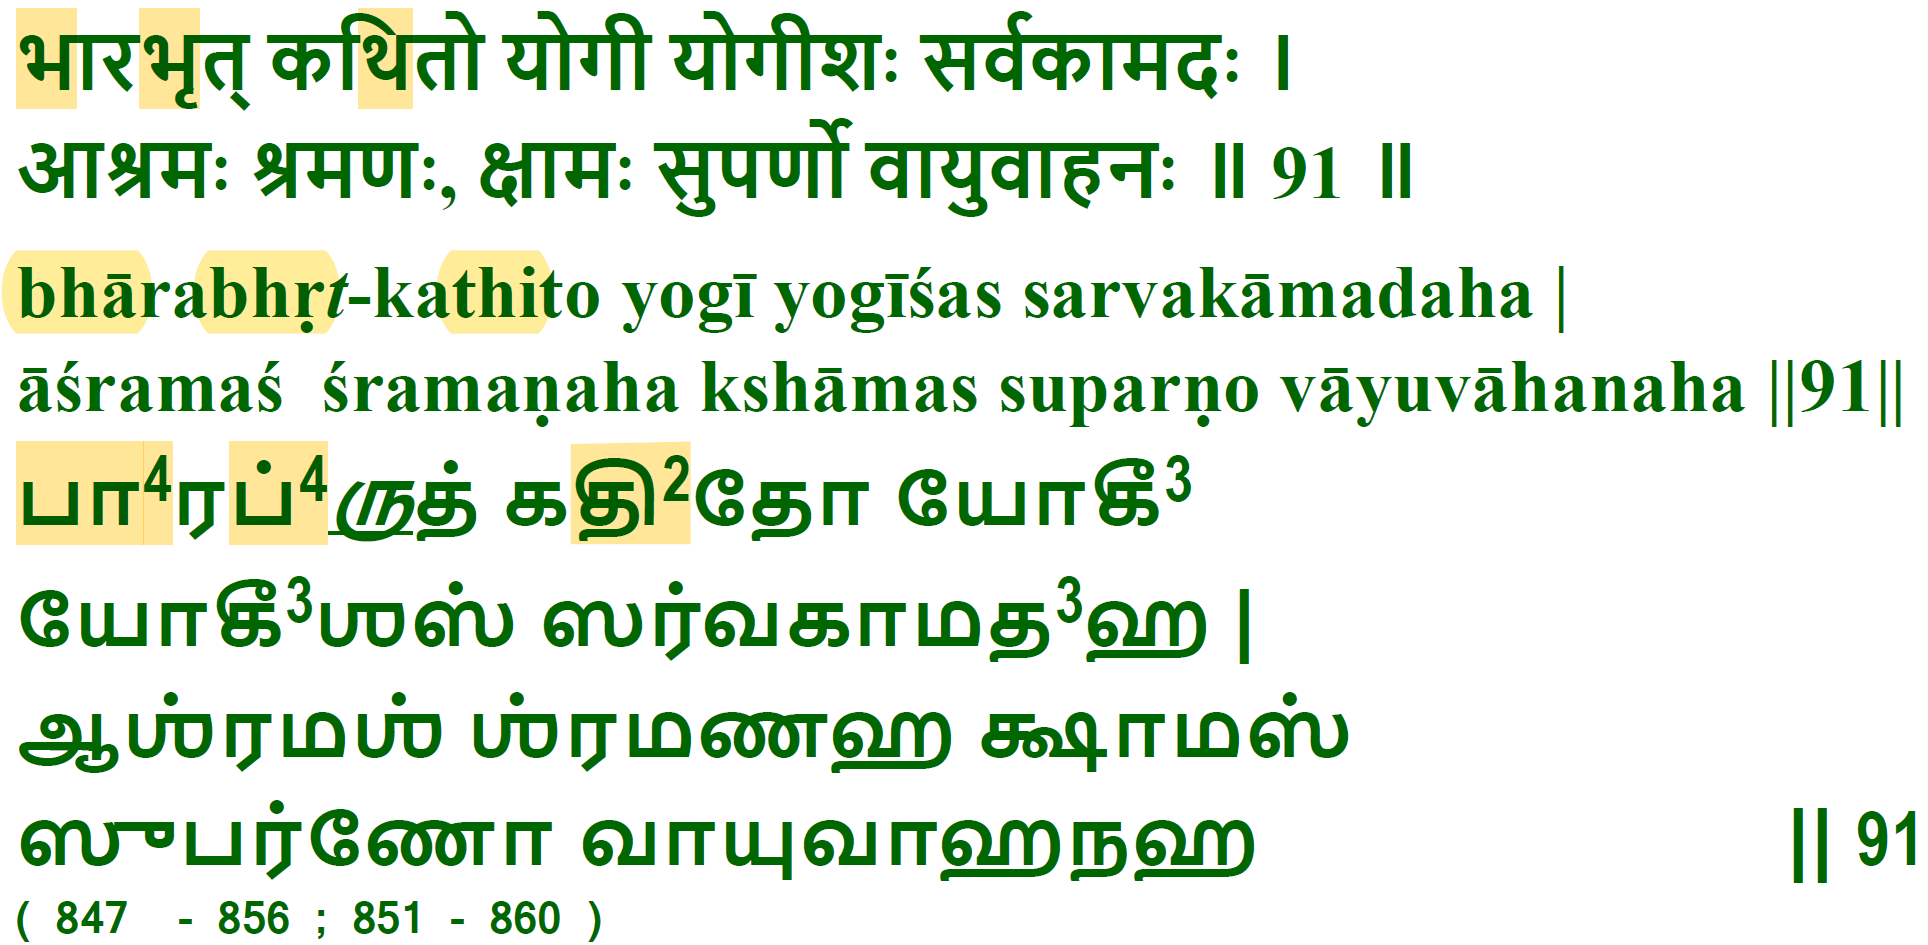 भारभृत् कथितो योगी योगीशः सर्वकामदः ।
आश्रमः श्रमणः, क्षामः सुपर्णो वायुवाहनः ॥ 91 ॥
bhārabhṛt-kathito yogī yogīśas sarvakāmadaha |
āśramaś śramaṇaha kshāmas suparṇo vāyuvāhanaha ||91||
பா⁴ரப்⁴ருத் கதி²தோ யோகீ³
யோகீ³ஶஸ் ஸர்வகாமத³ஹ |
ஆஶ்ரமஶ் ஶ்ரமணஹ க்ஷாமஸ்
ஸுபர்ணோ வாயுவாஹநஹ || 91
( 847 - 856 ; 851 - 860 )